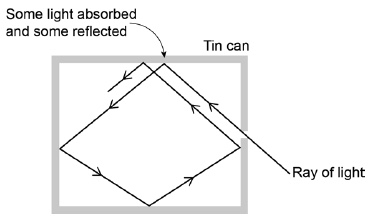 Some light absorbed
and some reflected
Tin can
Ray of light